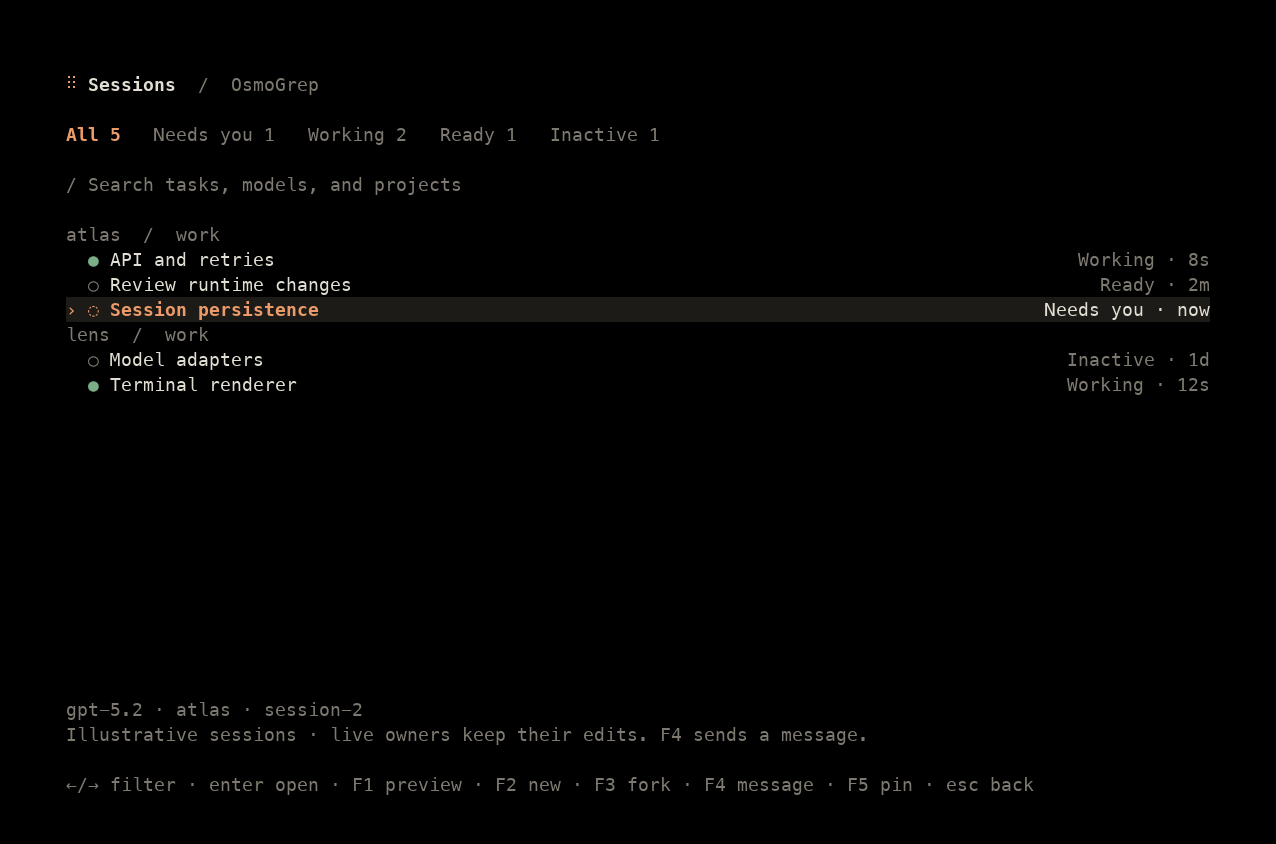 ⠿ Sessions / OsmoGrep
All 5 Needs you 1 Working 2 Ready 1 Inactive 1
/ Search tasks, models, and projects
atlas / work
● API and retries Working · 8s
○ Review runtime changes Ready · 2m
› ◌ Session persistence Needs you · now
lens / work
○ Model adapters Inactive · 1d
● Terminal renderer Working · 12s
gpt-5.2 · atlas · session-2
Illustrative sessions · live owners keep their edits. F4 sends a message.
←/→ filter · enter open · F1 preview · F2 new · F3 fork · F4 message · F5 pin · esc back